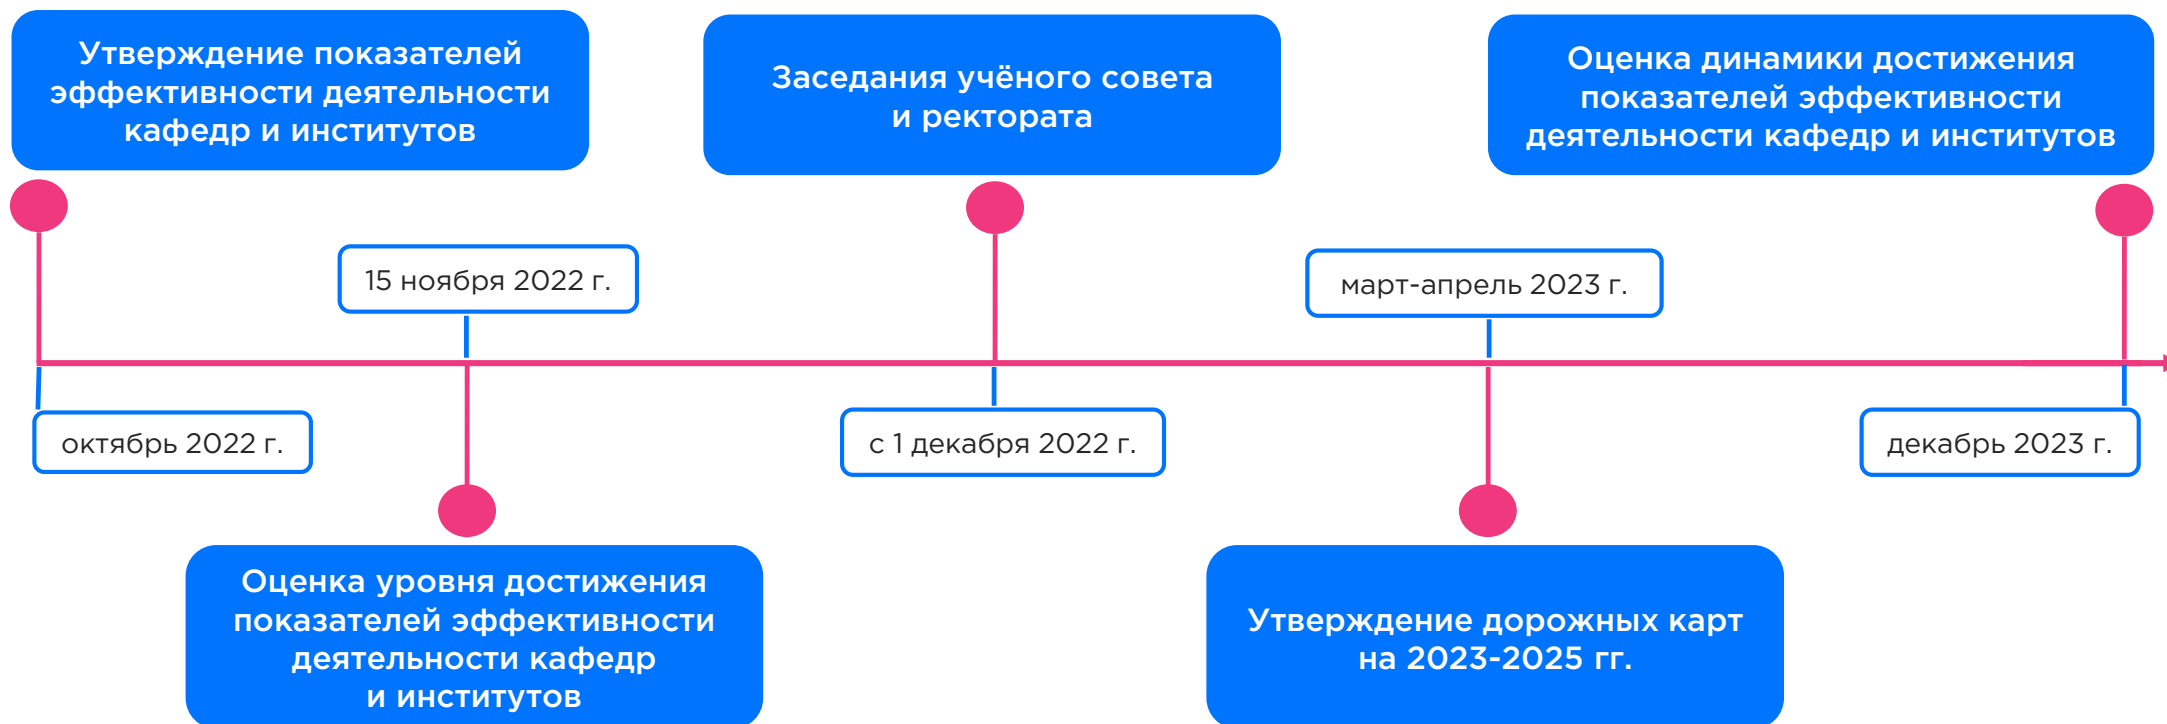 Утверждение показателей
эффективности деятельности
кафедр и институтов
Заседания учёного совета
и ректората
Оценка динамики достижения
показателей эффективности
деятельности кафедр и институтов
15 ноября 2022 г.
март-апрель 2023 г.
октябрь 2022 г.
с 1 декабря 2022 г.
декабрь 2023 г.
Оценка уровня достижения
показателей эффективности
деятельности кафедр
и институтов
Утверждение дорожных карт
на 2023-2025 гг.